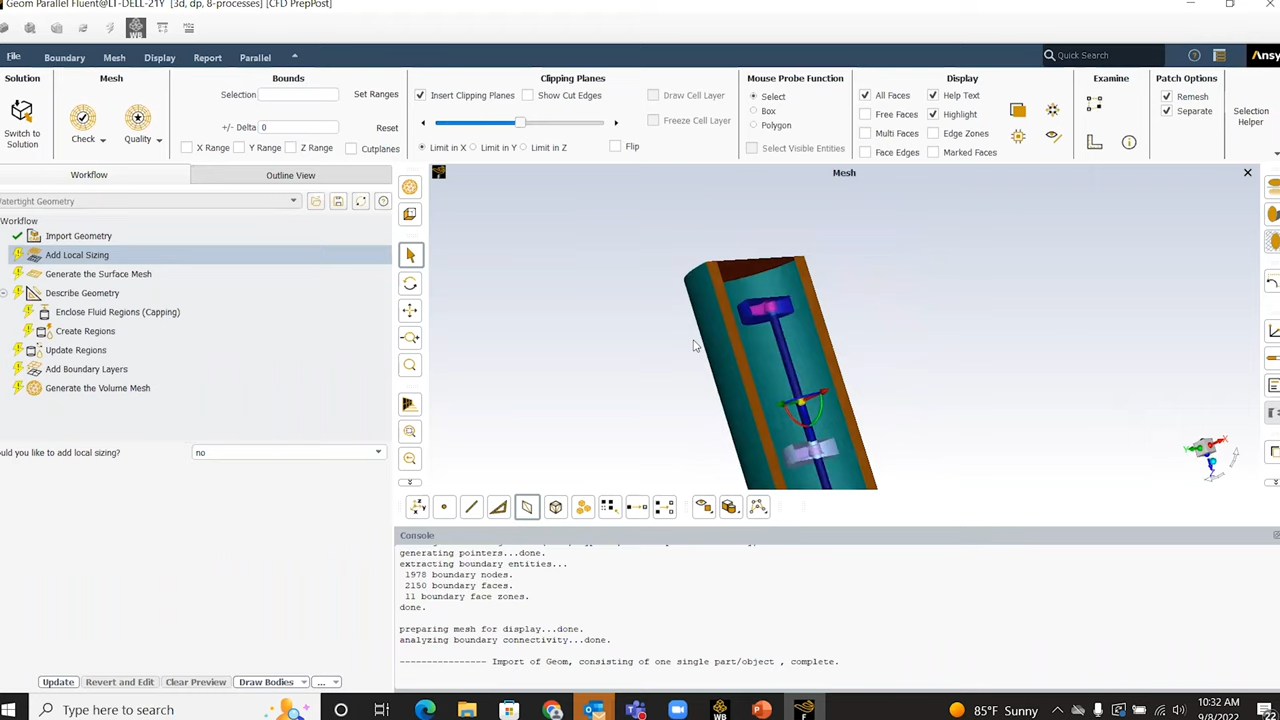 Geom Parallel Fluent@LT-DELL-21Y [3d, dp, 8-processes] [CFD PrepPost]
File Boundary Mesh Display Report Parallel Quick Search Ansy
Solution Mesh Bounds Clipping Planes Mouse Probe Function Display Examine Patch Options
Selection Set Ranges Insert Clipping Planes Show Cut Edges Draw Cell Layer Select All Faces Help Text Remesh
Box Free Faces Highlight Separate
Freeze Cell Layer
+/- Delta 0 Reset Polygon Multi Faces Edge Zones
Switch to Solution Check Quality Selection Helper
X Range Y Range Z Range Cutplanes Limit in X Limit in Y Limit in Z Flip Select Visible Entities Face Edges Marked Faces
Workflow Outline View Mesh
Watertight Geometry
Workflow
Import Geometry
Add Local Sizing
Generate the Surface Mesh
Describe Geometry
Enclose Fluid Regions (Capping)
Create Regions
Update Regions
Add Boundary Layers
Generate the Volume Mesh
ould you like to add local sizing? no
Console
generating pointers...done.
extracting boundary entities...
1978 boundary nodes.
2150 boundary faces.
11 boundary face zones.
done.
preparing mesh for display...done.
analyzing boundary connectivity...done.
---------------- Import of Geom, consisting of one single part/object , complete.
Update Revert and Edit Clear Preview Draw Bodies ...
Type here to search 85°F Sunny 10:32 AM
9/8/2022